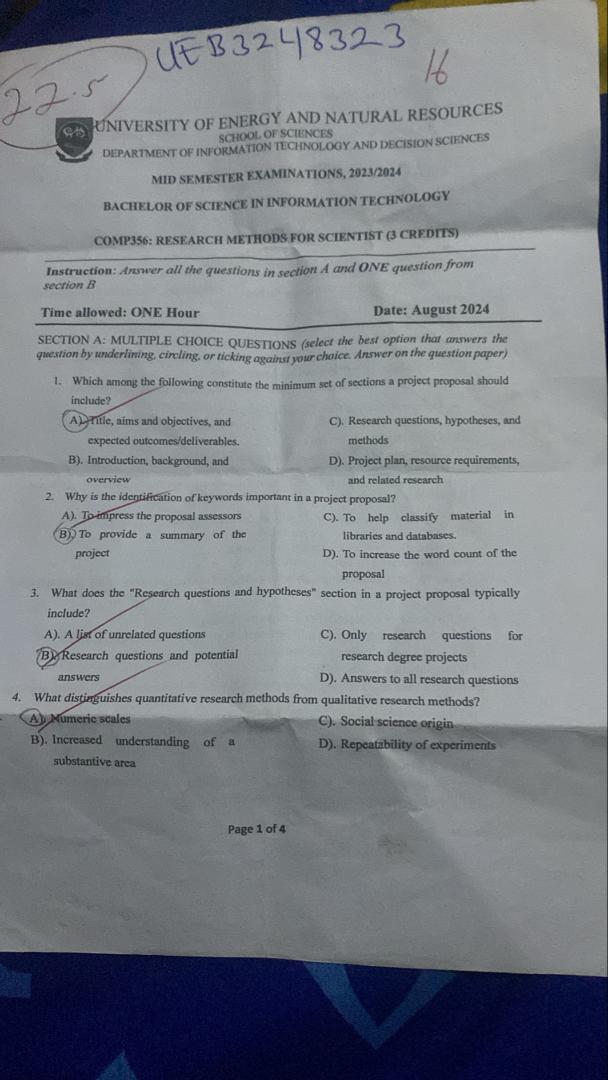 UEB3248323
16
22.5
UNIVERSITY OF ENERGY AND NATURAL RESOURCES
SCHOOL OF SCIENCES
DEPARTMENT OF INFORMATION TECHNOLOGY AND DECISION SCIENCES
MID SEMESTER EXAMINATIONS, 2023/2024
BACHELOR OF SCIENCE IN INFORMATION TECHNOLOGY
COMP356: RESEARCH METHODS FOR SCIENTIST (3 CREDITS)
Instruction: Answer all the questions in section A and ONE question from
section B
Time allowed: ONE Hour Date: August 2024
SECTION A: MULTIPLE CHOICE QUESTIONS (select the best option that answers the
question by underlining, circling, or ticking against your choice. Answer on the question paper)
1. Which among the following constitute the minimum set of sections a project proposal should
include?
A). Title, aims and objectives, and
expected outcomes/deliverables.
B). Introduction, background, and
overview
C). Research questions, hypotheses, and
methods
D). Project plan, resource requirements,
and related research
2. Why is the identification of keywords important in a project proposal?
A). To impress the proposal assessors
B). To provide a summary of the
project
C). To help classify material in
libraries and databases.
D). To increase the word count of the
proposal
3. What does the "Research questions and hypotheses" section in a project proposal typically
include?
A). A list of unrelated questions
B). Research questions and potential
answers
C). Only research questions for
research degree projects
D). Answers to all research questions
4. What distinguishes quantitative research methods from qualitative research methods?
A). Numeric scales
B). Increased understanding of a
substantive area
C). Social science origin
D). Repeatability of experiments
Page 1 of 4